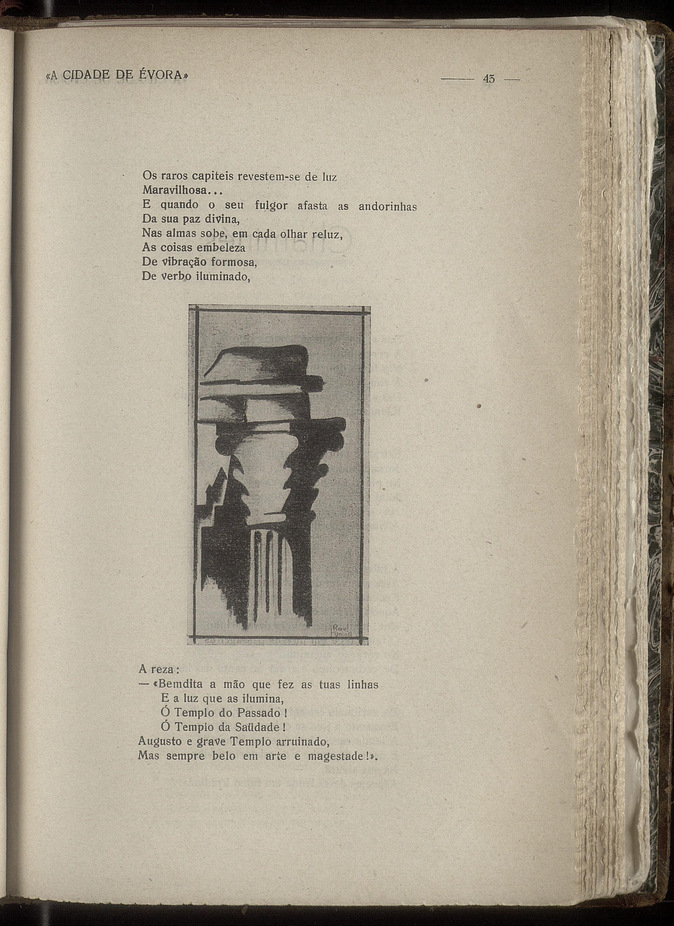 «A CIDADE DE ÉVORA»
43
Os raros capiteis revestem-se de luz
Maravilhosa...
E quando o seu fulgor afasta as andorinhas
Da sua paz divina,
Nas almas sobe, em cada olhar reluz,
As coisas embeleza
De vibração formosa,
De verbo iluminado,
A reza:
— «Bemdita a mão que fez as tuas linhas
E a luz que as ilumina,
Ó Templo do Passado!
Ó Templo da Saüdade!
Augusto e grave Templo arruinado,
Mas sempre belo em arte e magestade!».